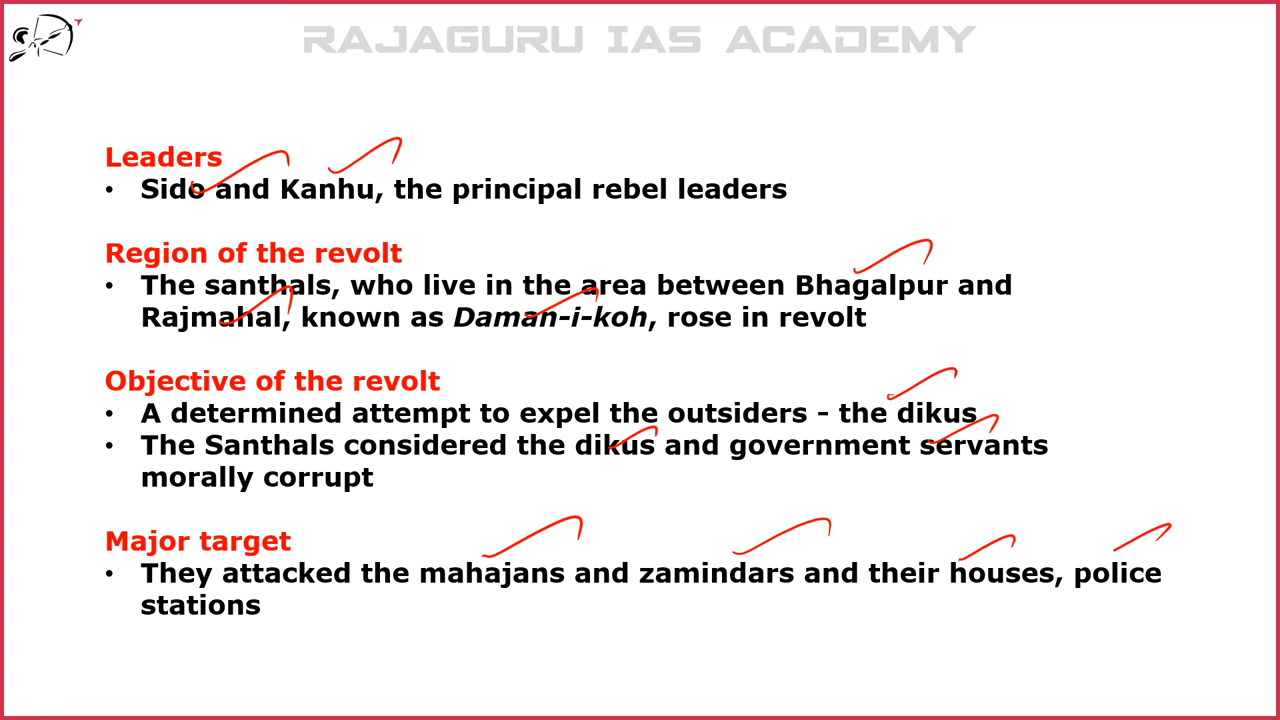 RAJAGURU IAS ACADEMY
Leaders
• Sido and Kanhu, the principal rebel leaders
Region of the revolt
• The santhals, who live in the area between Bhagalpur and
Rajmahal, known as Daman-i-koh, rose in revolt
Objective of the revolt
• A determined attempt to expel the outsiders - the dikus
• The Santhals considered the dikus and government servants
morally corrupt
Major target
• They attacked the mahajans and zamindars and their houses, police
stations